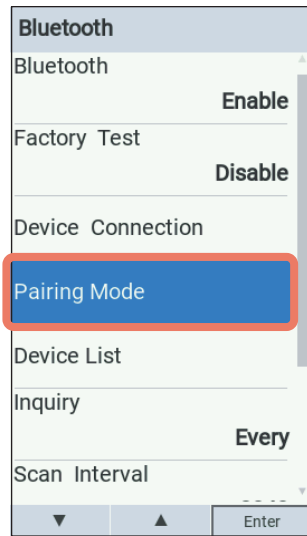 Bluetooth
Bluetooth
Enable
Factory Test
Disable
Device Connection
Pairing Mode
Device List
Inquiry
Every
Scan Interval
Enter